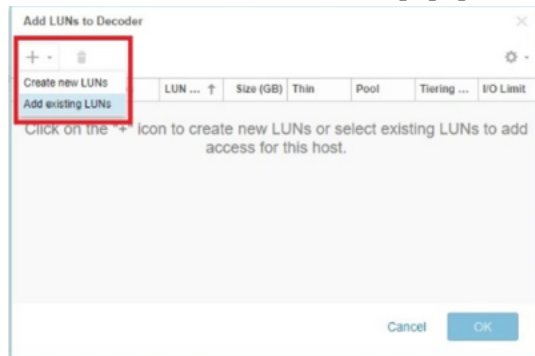 Add LUNs to Decoder
Create new LUNs
LUN ... ↑ Size (GB) Thin Pool Tiering ... I/O Limit
Add existing LUNs
Click on the "+" icon to create new LUNs or select existing LUNs to add
access for this host.
Cancel OK